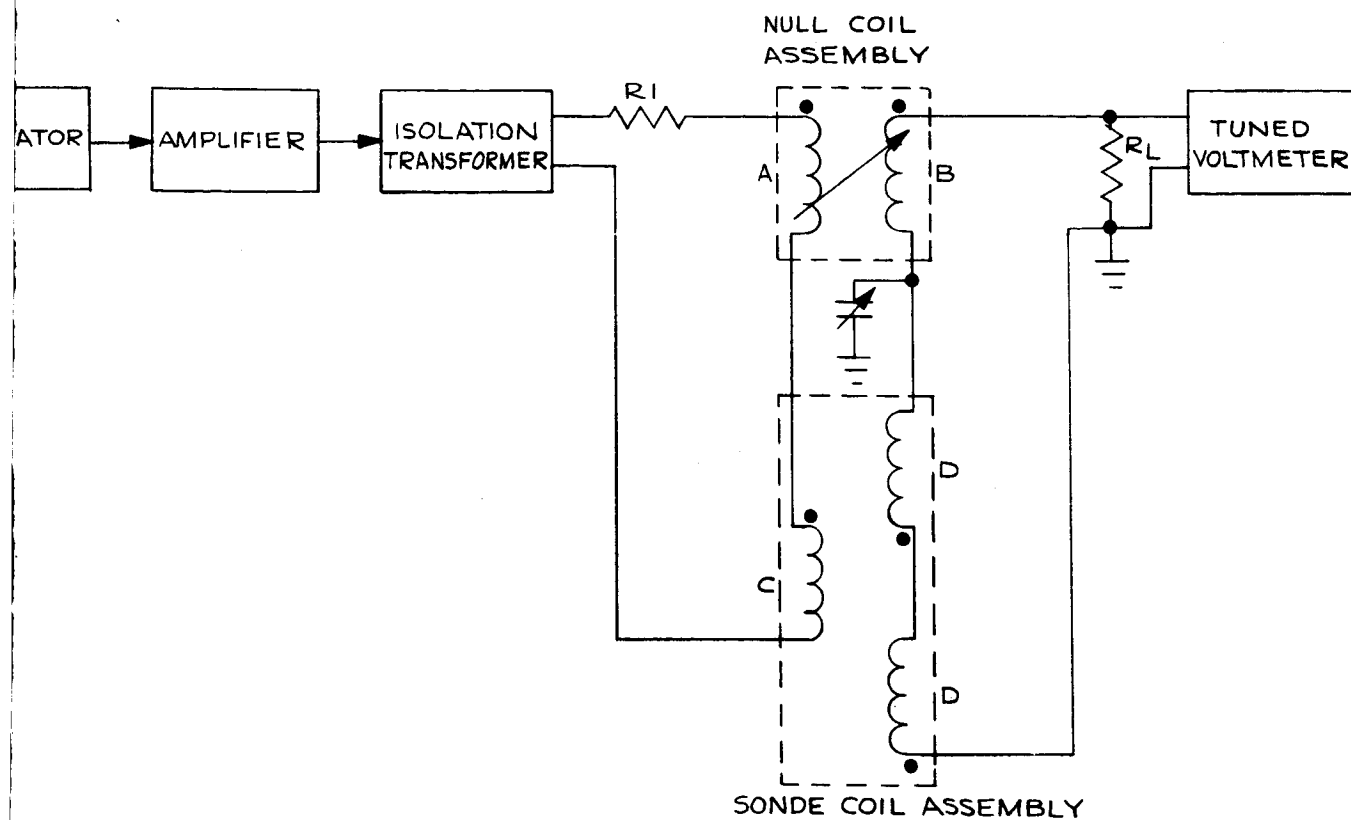 NULL COIL
ASSEMBLY
ATOR
AMPLIFIER
ISOLATION
TRANSFORMER
R1
A
B
RL
TUNED
VOLTMETER
D
C
D
SONDE COIL ASSEMBLY